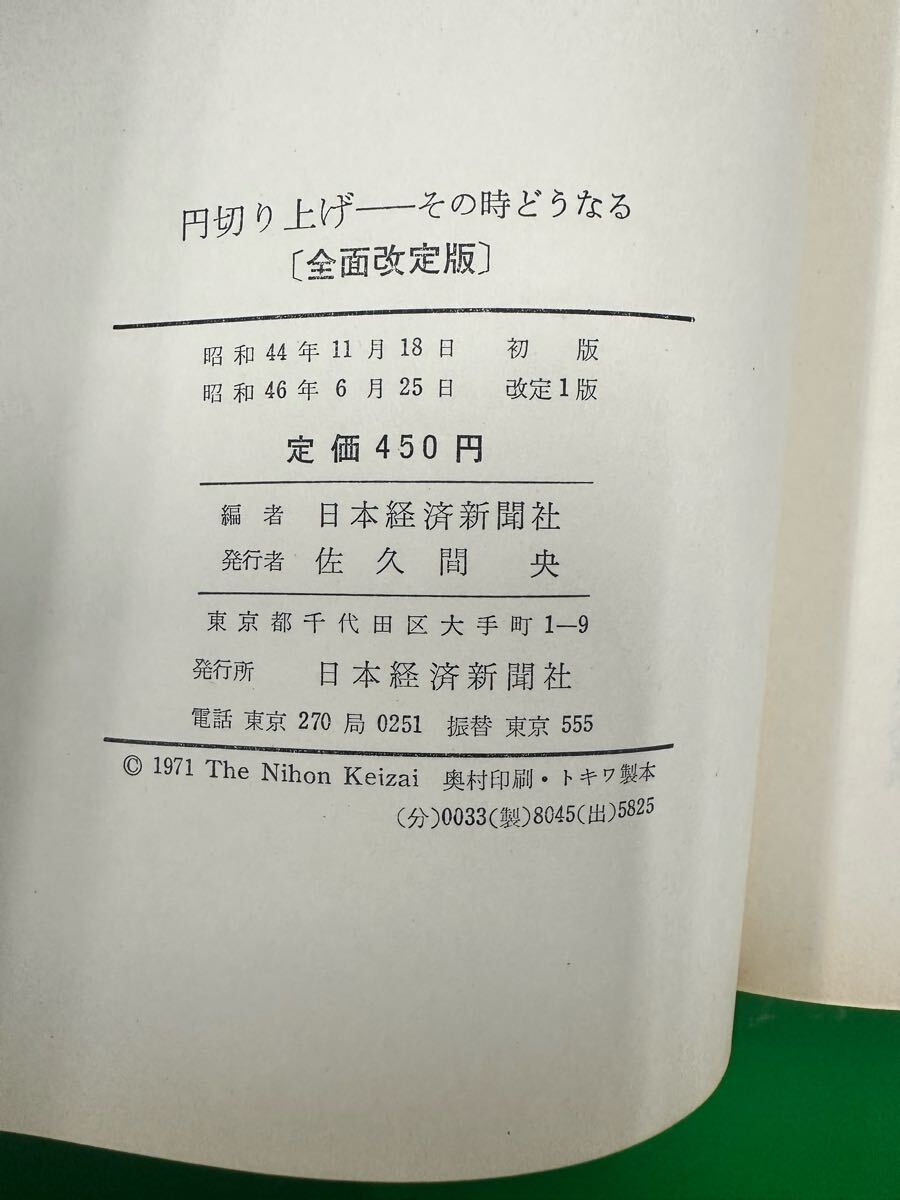 円切り上げ――その時どうなる
〔全面改定版〕
昭和44年11月18日 初版
昭和46年6月25日 改定1版
定価450円
編者 日本経済新聞社
発行者 佐久間央
東京都千代田区大手町1―9
発行所 日本経済新聞社
電話 東京 270 局 0251 振替 東京 555
© 1971 The Nihon Keizai 奥村印刷・トキワ製本
(分)0033(製)8045(出)5825